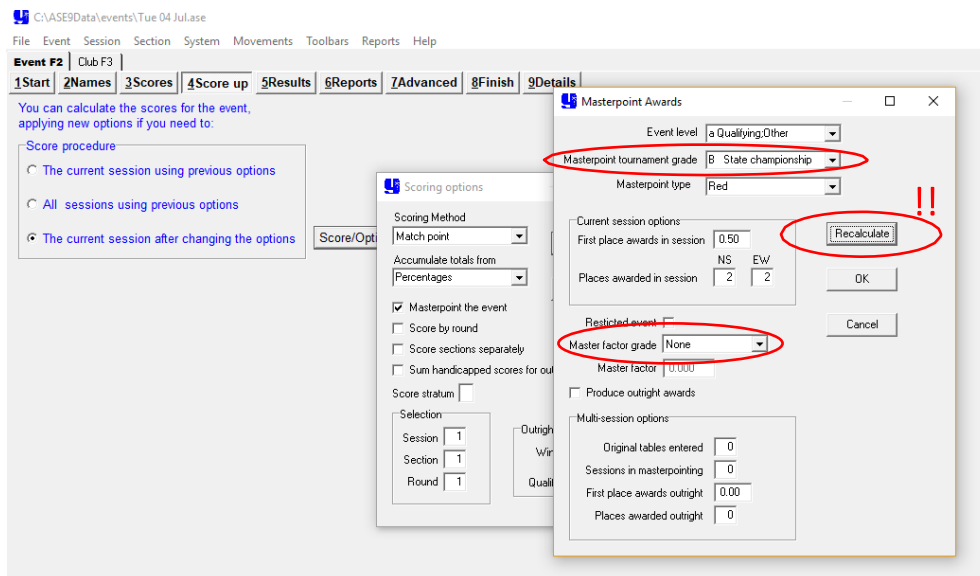 C:\ASE9Data\events\Tue 04 Jul.ase
File Event Session Section System Movements Toolbars Reports Help
Event F2 Club F3
1Start 2Names 3Scores 4Score up 5Results 6Reports 7Advanced 8Finish 9Details
You can calculate the scores for the event,
applying new options if you need to:
Score procedure
The current session using previous options
All sessions using previous options
The current session after changing the options
Score/Opti
Scoring options
Scoring Method
Match point
Accumulate totals from
Percentages
Masterpoint the event
Score by round
Score sections separately
Sum handicapped scores for ou
Score stratum
Selection
Session 1
Section 1
Round 1
Outrigh
Wir
Quali
Masterpoint Awards
Event level a Qualifying;Other
Masterpoint tournament grade B State championship
Masterpoint type Red
!!
Current session options
First place awards in session 0.50
NS EW
Places awarded in session 2 2
Recalculate
OK
Cancel
Resticted event
Master factor grade None
Master factor 0.000
Produce outright awards
Multi-session options
Original tables entered 0
Sessions in masterpointing 0
First place awards outright 0.00
Places awarded outright 0